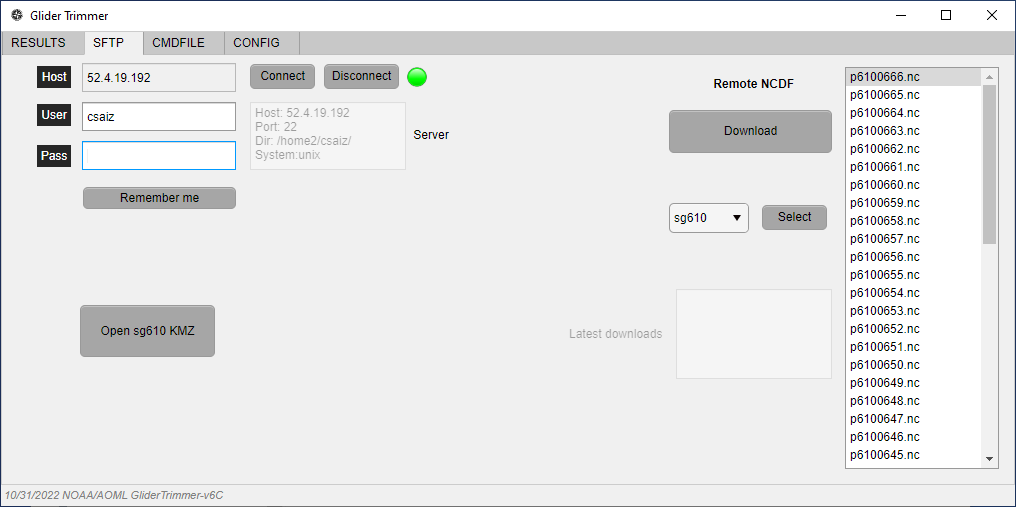 Glider Trimmer
RESULTS SFTP CMDFILE CONFIG
Host 52.4.19.192 Connect Disconnect
User csaiz
Pass
Host: 52.4.19.192
Port: 22
Dir: /home2/csaiz/
System:unix
Server
Remember me
Open sg610 KMZ
Remote NCDF
Download
sg610 Select
Latest downloads
p6100666.nc
p6100665.nc
p6100664.nc
p6100663.nc
p6100662.nc
p6100661.nc
p6100660.nc
p6100659.nc
p6100658.nc
p6100657.nc
p6100656.nc
p6100655.nc
p6100654.nc
p6100653.nc
p6100652.nc
p6100651.nc
p6100650.nc
p6100649.nc
p6100648.nc
p6100647.nc
p6100646.nc
p6100645.nc
10/31/2022 NOAA/AOML GliderTrimmer-v6C